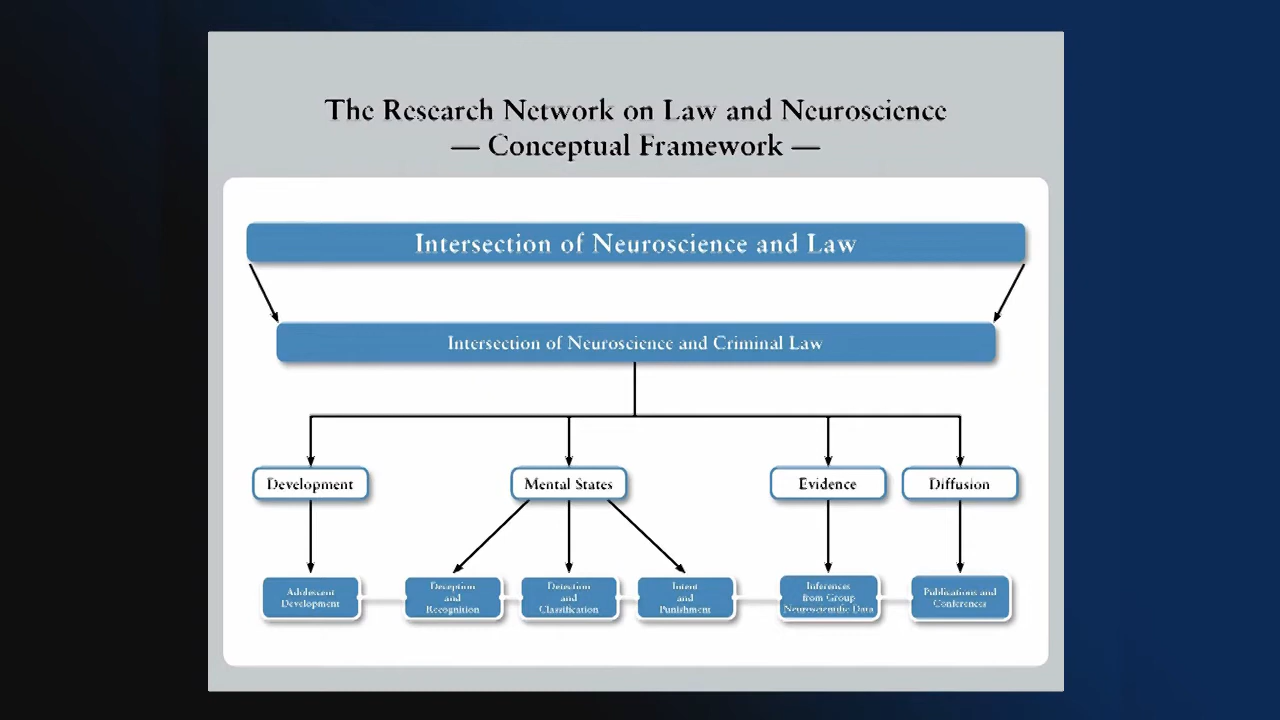 The Research Network on Law and Neuroscience
— Conceptual Framework —
Intersection of Neuroscience and Law
Intersection of Neuroscience and Criminal Law
Development
Mental States
Evidence
Diffusion
Adolescent
Development
Deception
and
Recognition
Detection
and
Classification
Intent
and
Punishment
Inferences
from Group
Neuroscientific Data
Publications and
Conferences